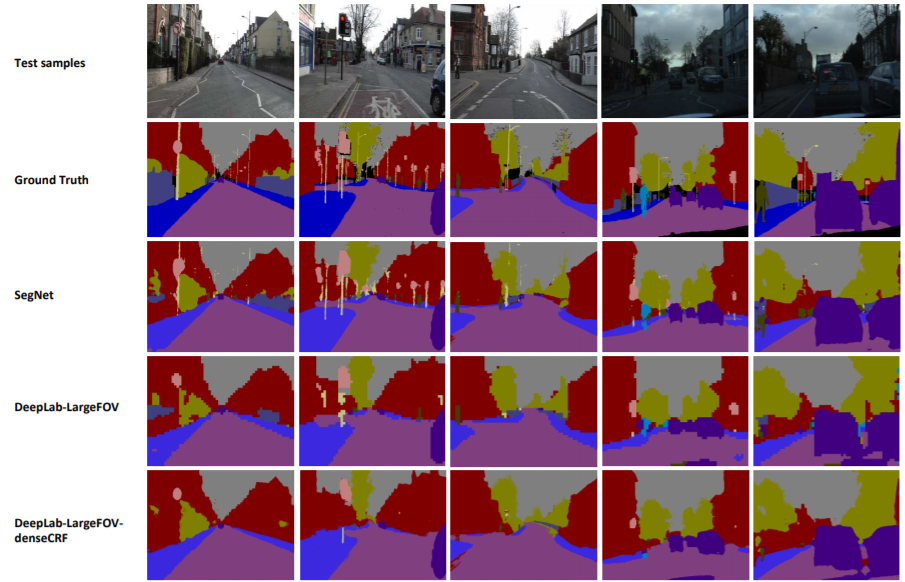 Test samples
Ground Truth
SegNet
DeepLab-LargeFOV
DeepLab-LargeFOV-
denseCRF